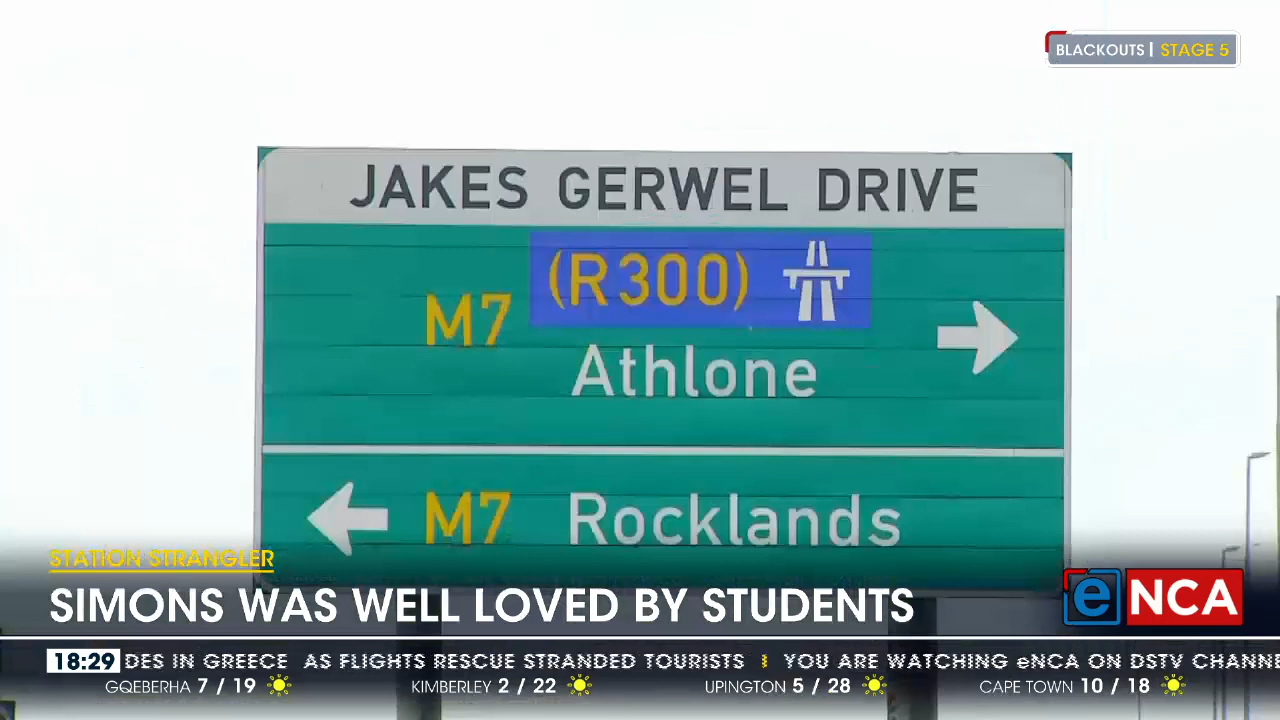 BLACKOUTS | STAGE 5
JAKES GERWEL DRIVE
(R300)
M7
Athlone
M7 Rocklands
STATION STRANGLER
SIMONS WAS WELL LOVED BY STUDENTS
eNCA
18:29 DES IN GREECE AS FLIGHTS RESCUE STRANDED TOURISTS YOU ARE WATCHING eNCA ON DSTV CHANNE
GQEBERHA 7 / 19 KIMBERLEY 2 / 22 UPINGTON 5 / 28 CAPE TOWN 10 / 18